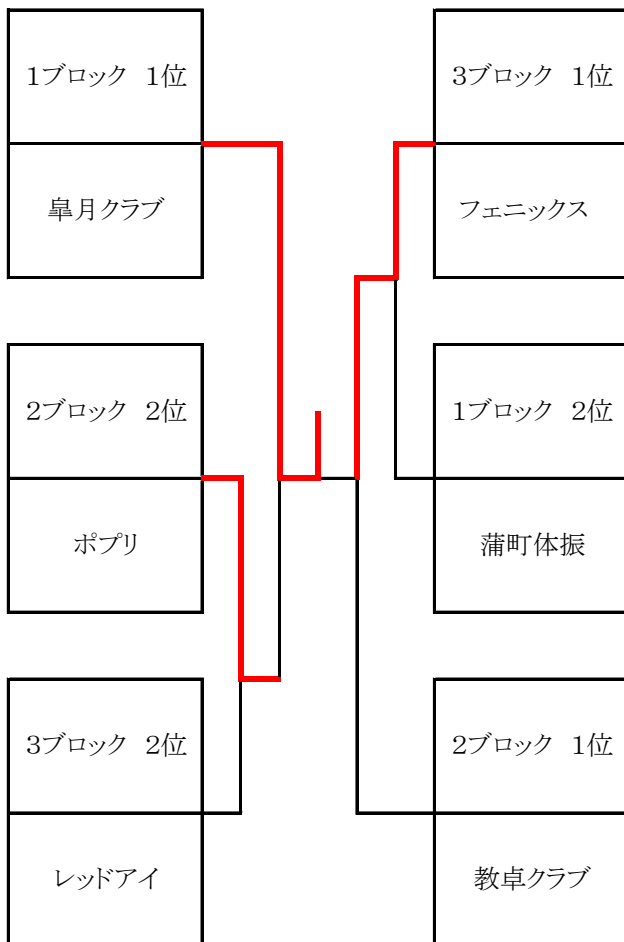 1ブロック 1位
皐月クラブ
2ブロック 2位
ポプリ
3ブロック 2位
レッドアイ
3ブロック 1位
フェニックス
1ブロック 2位
蒲町体振
2ブロック 1位
教卓クラブ